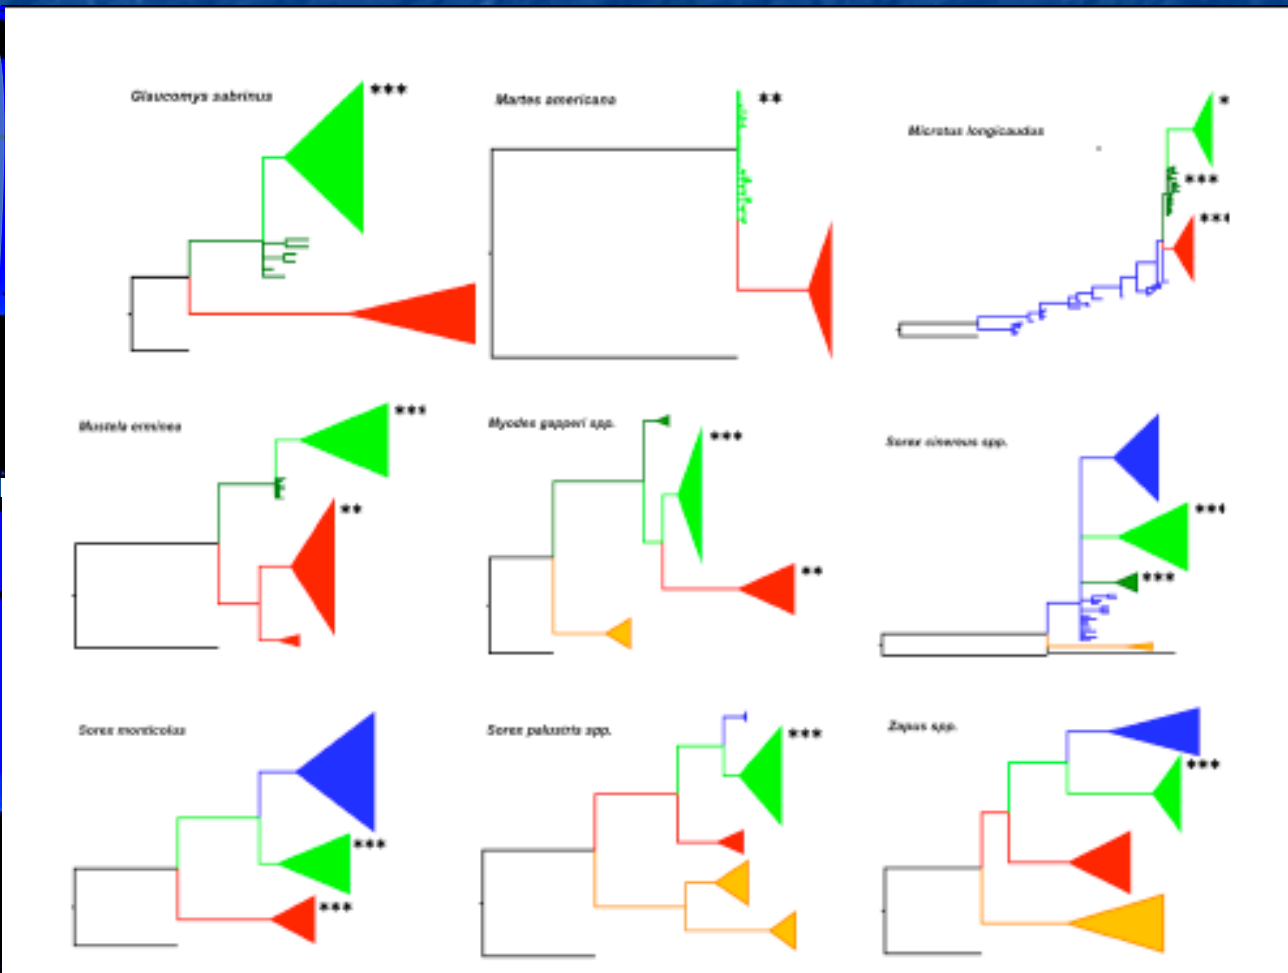 Glaucomys sabrinus
***
Martes americana
**
Microtus longicaudus
*
***
***
Mustela erminea
***
**
Myodes gapperi spp.
***
**
Sorex cinereus spp.
***
***
Sorex monticolus
***
***
Sorex palustris spp.
***
Zapus spp.
***